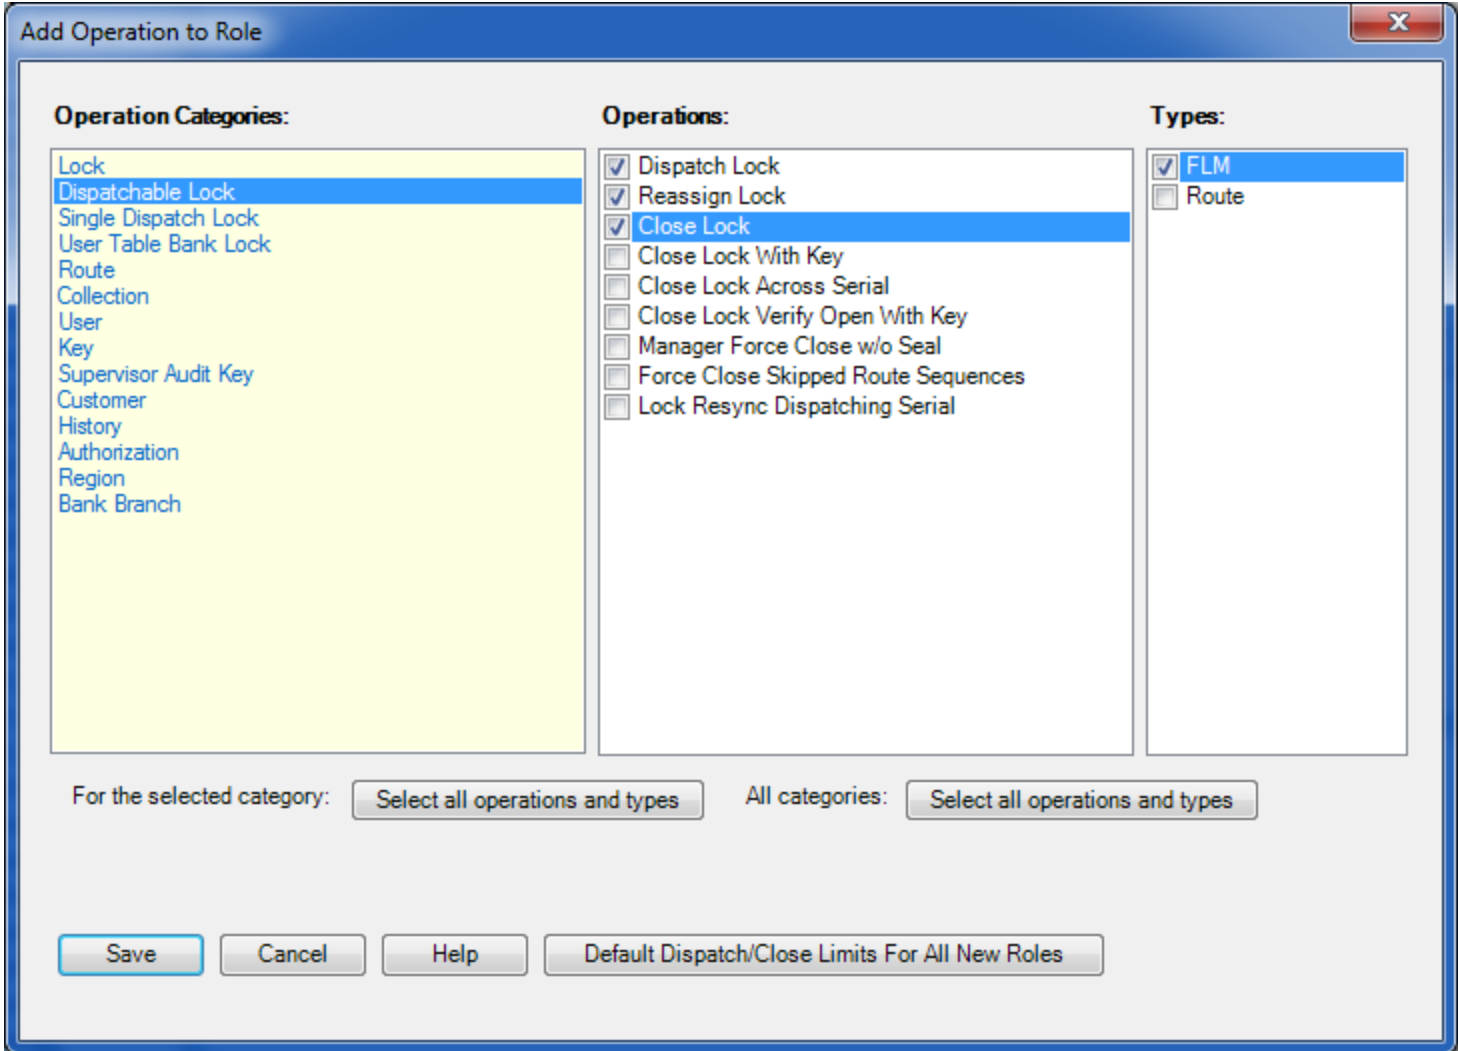 Add Operation to Role
X
Operation Categories:
Lock
Dispatchable Lock
Single Dispatch Lock
User Table Bank Lock
Route
Collection
User
Key
Supervisor Audit Key
Customer
History
Authorization
Region
Bank Branch
Operations:
Dispatch Lock
Reassign Lock
Close Lock
Close Lock With Key
Close Lock Across Serial
Close Lock Verify Open With Key
Manager Force Close w/o Seal
Force Close Skipped Route Sequences
Lock Resync Dispatching Serial
Types:
FLM
Route
For the selected category: Select all operations and types All categories: Select all operations and types
Save Cancel Help Default Dispatch/Close Limits For All New Roles